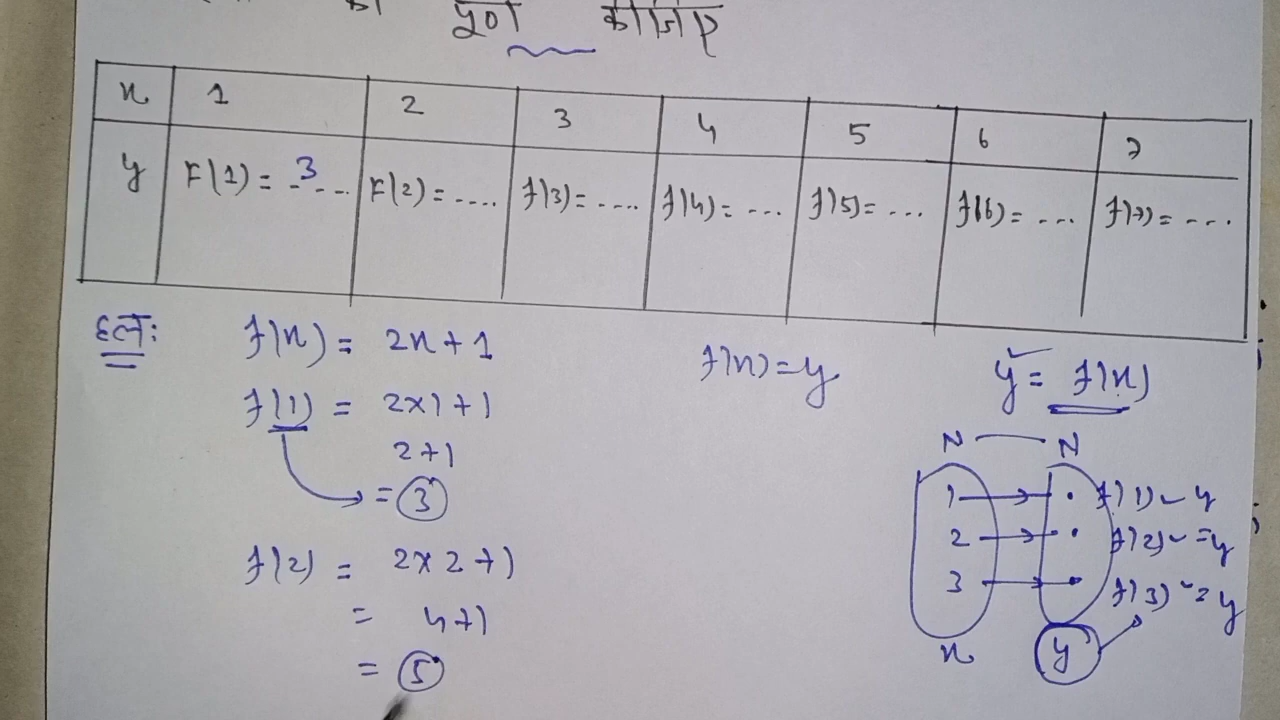 पूर्ण कीजिए
x 1 2 3 4 5 6 7
y F(1) = ..3.. F(2) = .... f(3) = .... f(4) = ... f(5) = ... f(6) = ... f(7) = ....
हल:
f(x) = 2x + 1
f(1) = 2×1+1
2+1
= 3
f(2) = 2×2+1
= 4+1
= 5
f(x) = y
y = f(x)
N N
1 f(1) = y
2 f(2) = y
3 f(3) = y
x y